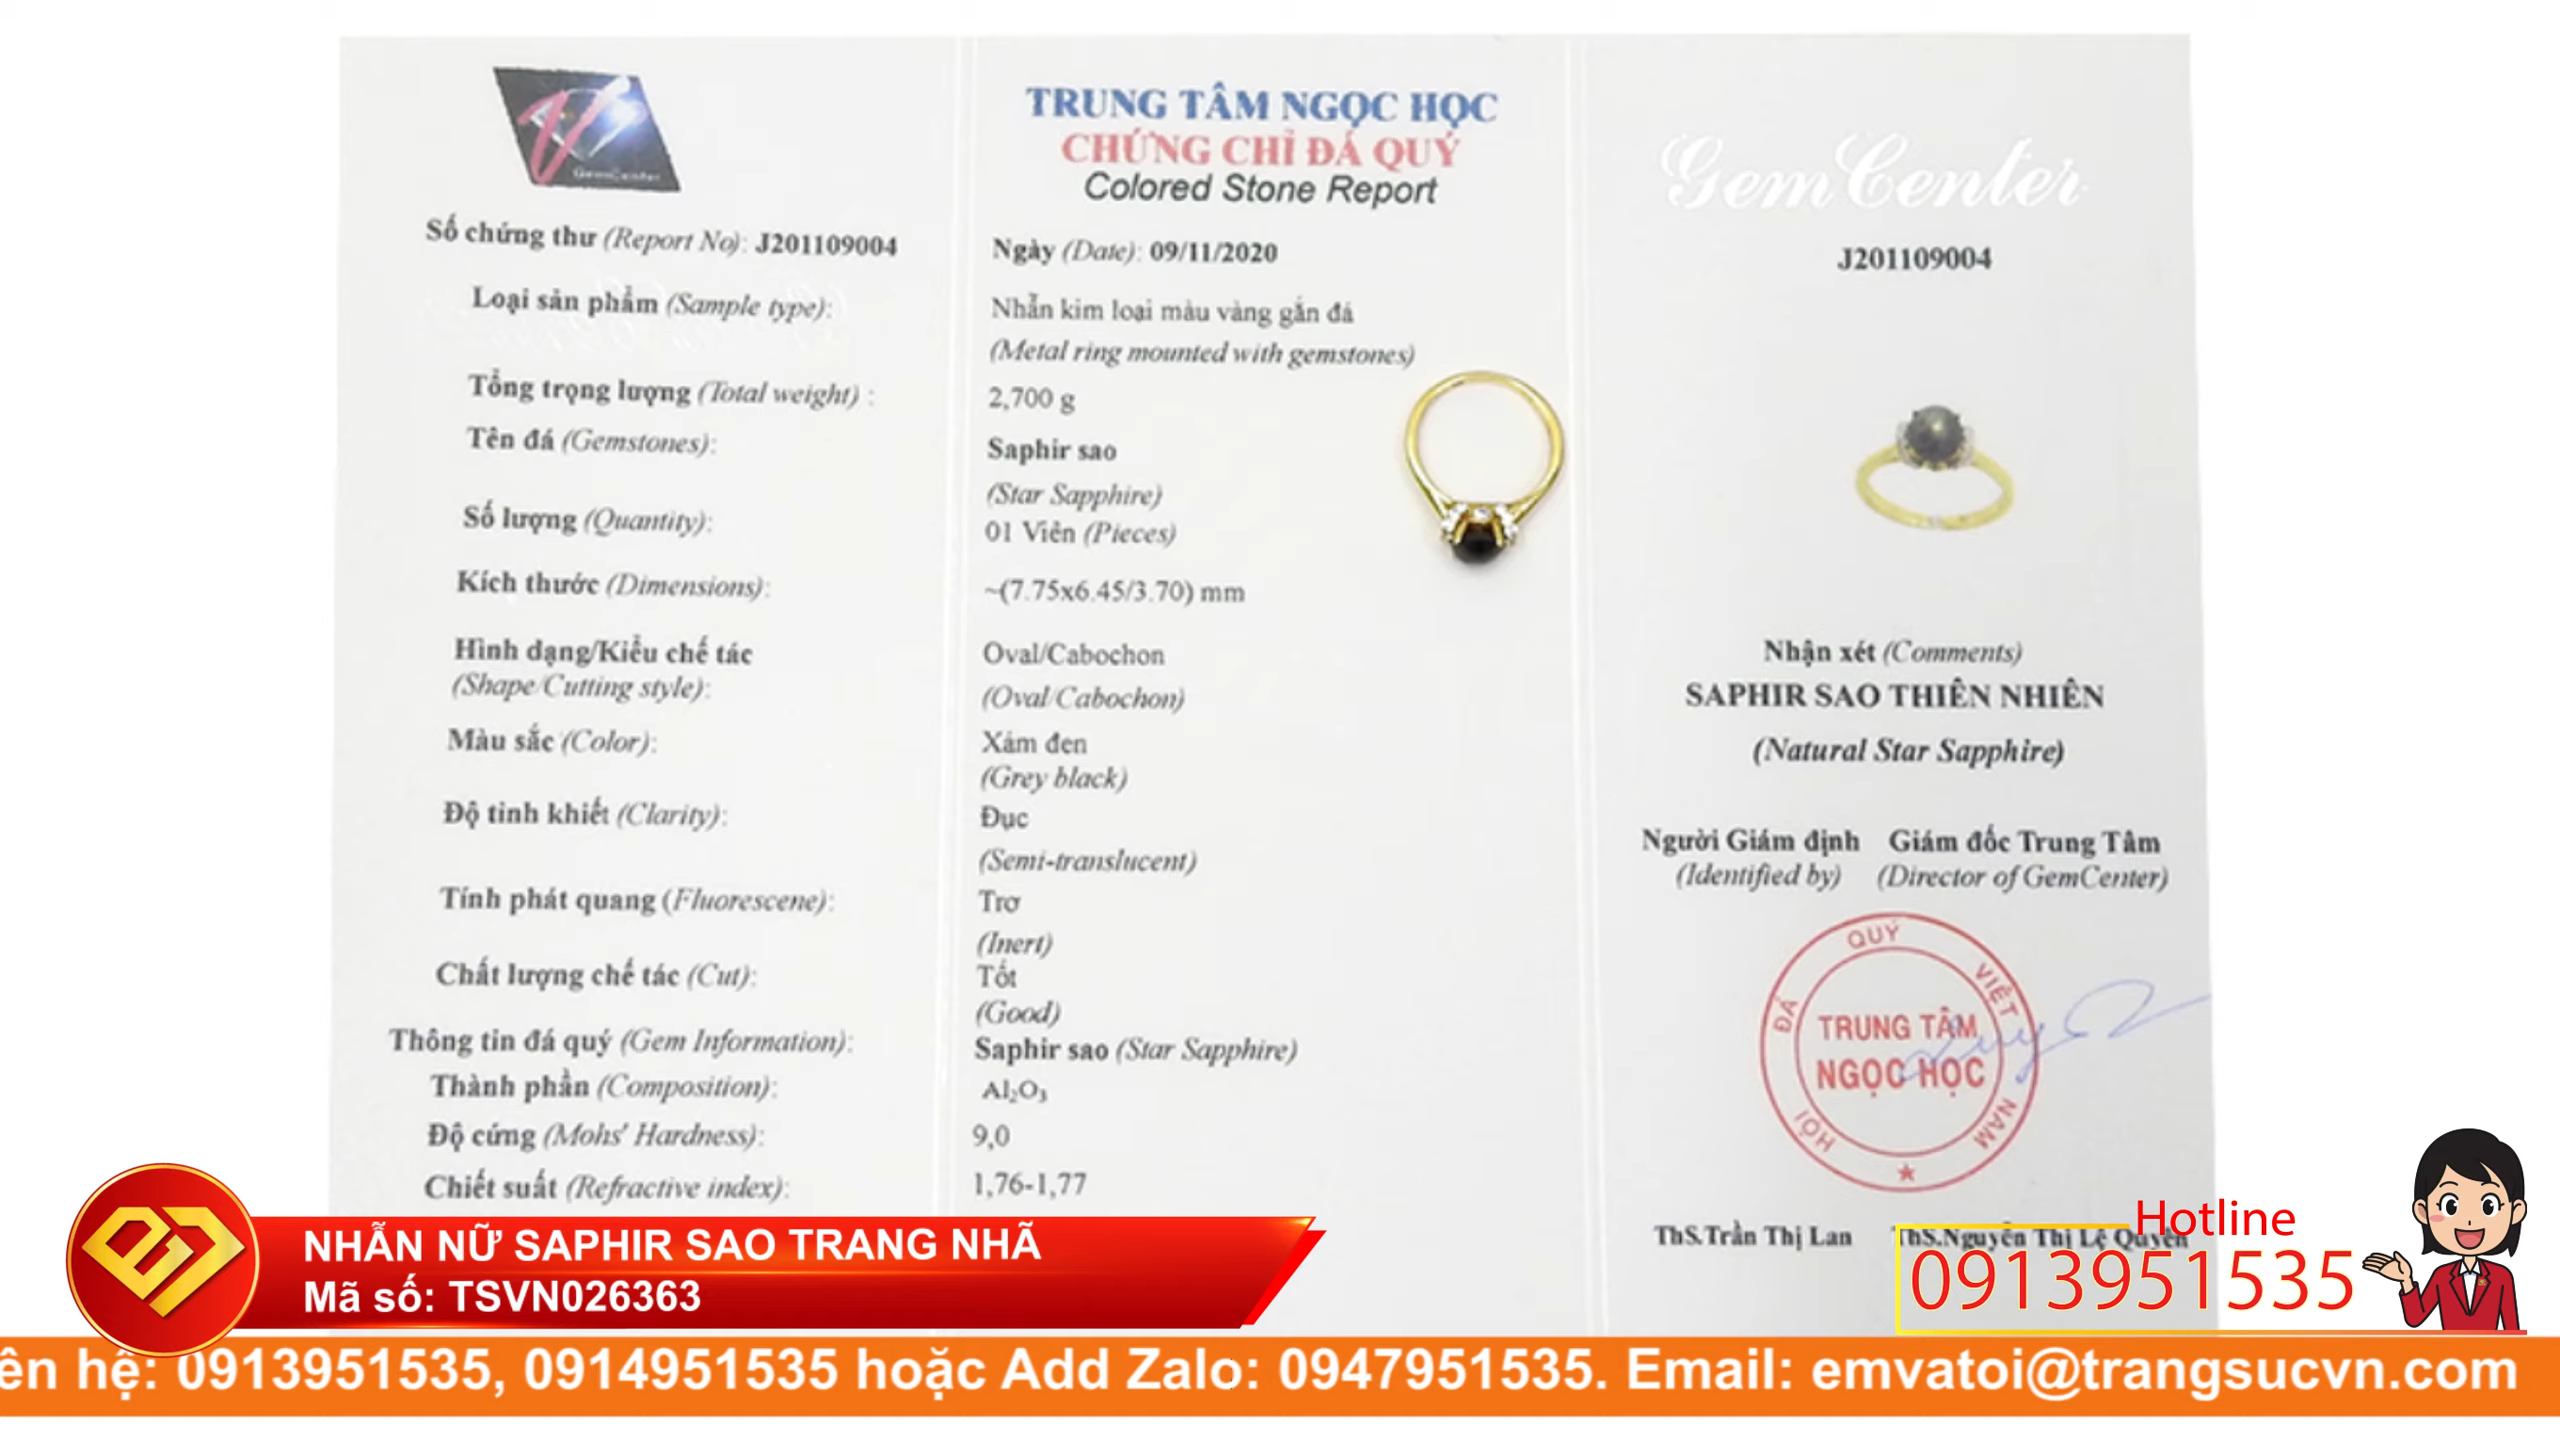 GemCenter
Số chứng thư (Report No): J201109004
Loại sản phẩm (Sample type):
Tổng trọng lượng (Total weight) :
Tên đá (Gemstones):
Số lượng (Quantity):
Kích thước (Dimensions):
Hình dạng/Kiểu chế tác
(Shape/Cutting style):
Màu sắc (Color):
Độ tinh khiết (Clarity):
Tính phát quang (Fluorescene):
Chất lượng chế tác (Cut):
Thông tin đá quý (Gem Information):
Thành phần (Composition):
Độ cứng (Mohs' Hardness):
Chiết suất (Refractive index):
TRUNG TÂM NGỌC HỌC
CHỨNG CHỈ ĐÁ QUÝ
Colored Stone Report
Ngày (Date): 09/11/2020
Nhẫn kim loại màu vàng gắn đá
(Metal ring mounted with gemstones)
2,700 g
Saphir sao
(Star Sapphire)
01 Viên (Pieces)
~(7.75x6.45/3.70) mm
Oval/Cabochon
(Oval/Cabochon)
Xám đen
(Grey black)
Đục
(Semi-translucent)
Trơ
(Inert)
Tốt
(Good)
Saphir sao (Star Sapphire)
Al₂O₃
9,0
1,76-1,77
GemCenter
J201109004
Nhận xét (Comments)
SAPHIR SAO THIÊN NHIÊN
(Natural Star Sapphire)
Người Giám định Giám đốc Trung Tâm
(Identified by) (Director of GemCenter)
HỘI ĐÁ QUÝ VIỆT NAM
TRUNG TÂM
NGỌC HỌC
ThS.Trần Thị Lan ThS.Nguyễn Thị Lệ Quyên
Hotline
0913951535
NHẪN NỮ SAPHIR SAO TRANG NHÃ
Mã số: TSVN026363
ên hệ: 0913951535, 0914951535 hoặc Add Zalo: 0947951535. Email: emvatoi@trangsucvn.com